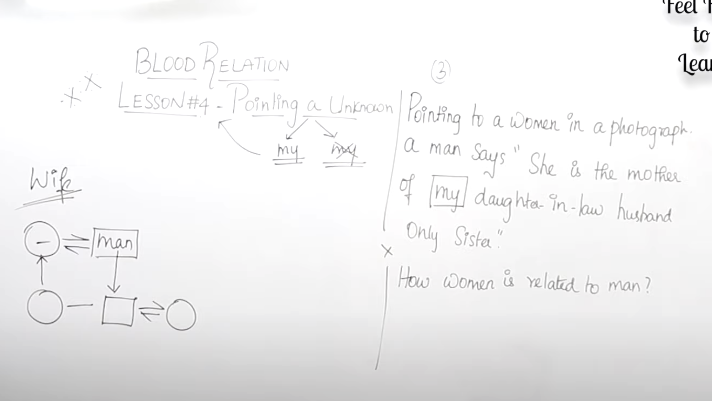 Feel
to
Lear
BLOOD RELATION
LESSON #4 - Pointing a Unknown
my my
Wife
- man
(3)
Pointing to a women in a photograph.
a man says " She is the mother
of my daughter-in-law husband
Only Sister."
How women is related to man?